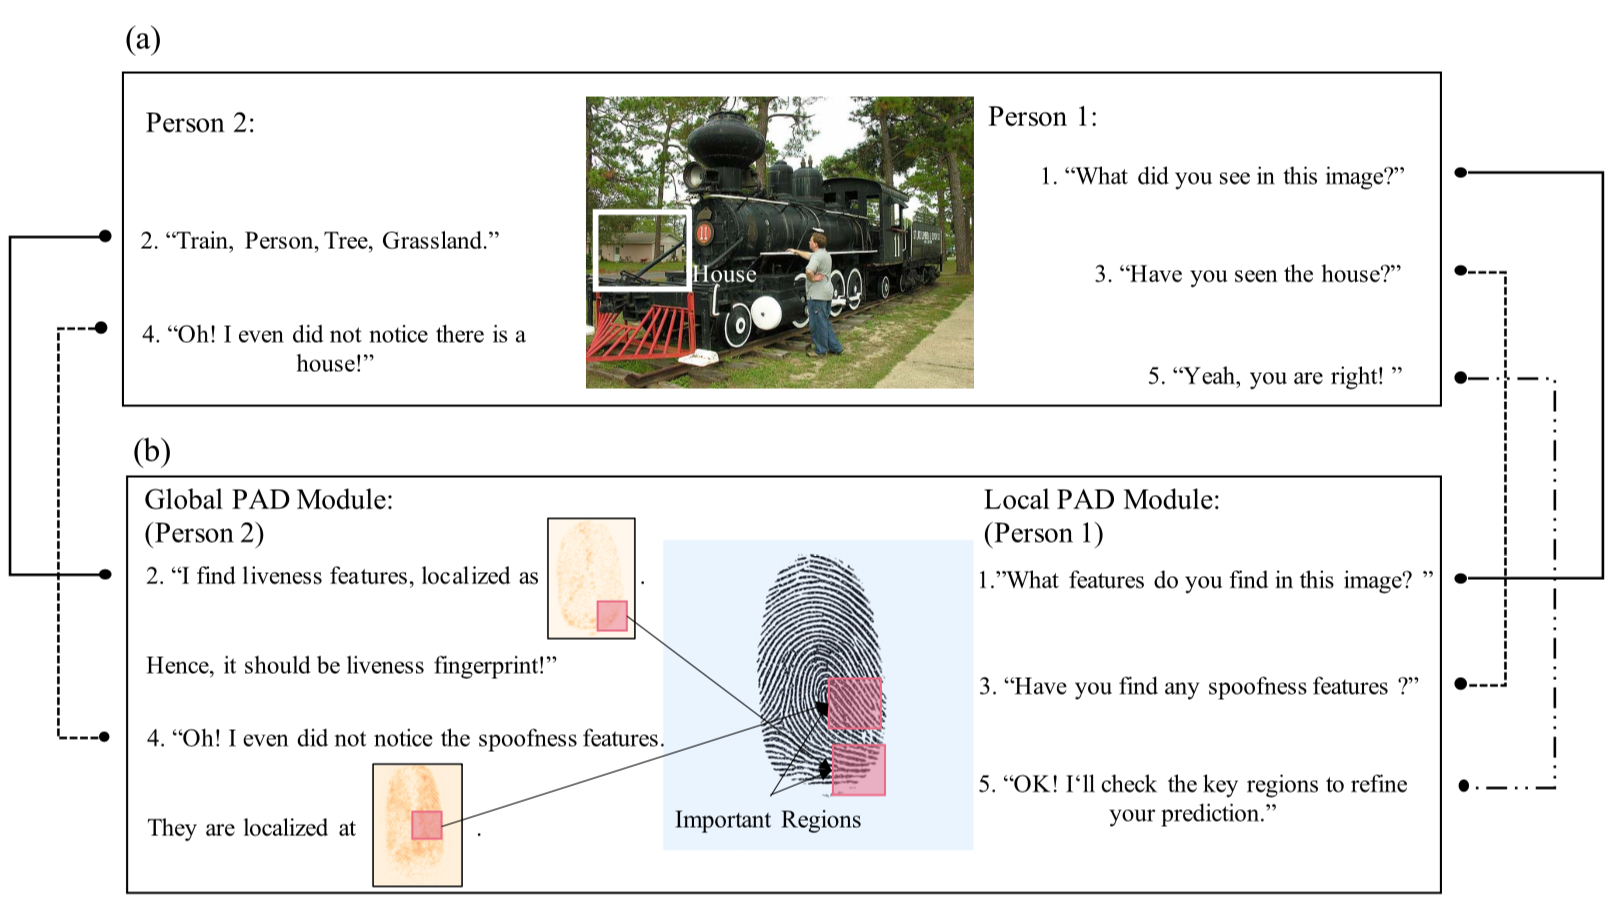 (a)
Person 2:
Person 1:
1. “What did you see in this image?”
2. “Train, Person, Tree, Grassland.”
House
3. “Have you seen the house?”
4. “Oh! I even did not notice there is a
house!”
5. “Yeah, you are right! ”
(b)
Global PAD Module:
(Person 2)
Local PAD Module:
(Person 1)
1.”What features do you find in this image? ”
2. “I find liveness features, localized as .
Hence, it should be liveness fingerprint!”
3. “Have you find any spoofness features ?”
4. “Oh! I even did not notice the spoofness features.
They are localized at .
5. “OK! I‘ll check the key regions to refine
your prediction.”
Important Regions